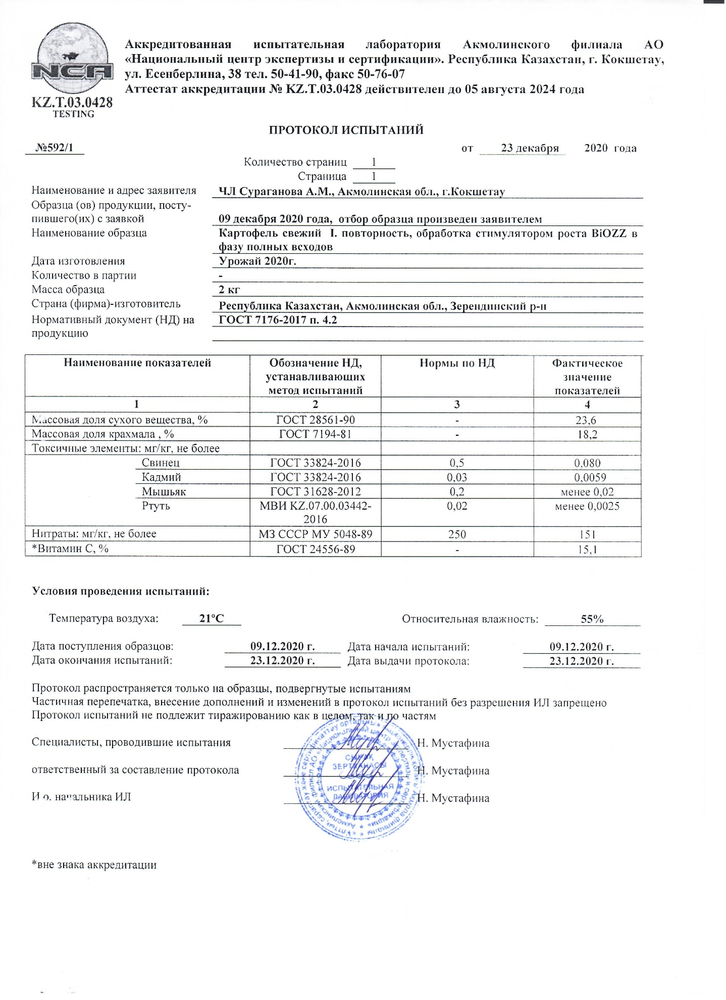 NCA
KZ.T.03.0428
TESTING
Аккредитованная испытательная лаборатория Акмолинского филиала АО
«Национальный центр экспертизы и сертификации». Республика Казахстан, г. Кокшетау,
ул. Есенберлина, 38 тел. 50-41-90, факс 50-76-07
Аттестат аккредитации № KZ.T.03.0428 действителен до 05 августа 2024 года
ПРОТОКОЛ ИСПЫТАНИЙ
№592/1 от 23 декабря 2020 года
Количество страниц 1
Страница 1
Наименование и адрес заявителя ЧЛ Сураганова А.М., Акмолинская обл., г.Кокшетау
Образца (ов) продукции, посту-
пившего(их) с заявкой 09 декабря 2020 года, отбор образца произведен заявителем
Наименование образца Картофель свежий I. повторность, обработка стимулятором роста BiOZZ в
фазу полных всходов
Дата изготовления Урожай 2020г.
Количество в партии -
Масса образца 2 кг
Страна (фирма)-изготовитель Республика Казахстан, Акмолинская обл., Зерендинский р-н
Нормативный документ (НД) на ГОСТ 7176-2017 п. 4.2
продукцию
Наименование показателей Обозначение НД, Нормы по НД Фактическое
устанавливающих значение
метод испытаний показателей
1 2 3 4
Массовая доля сухого вещества, % ГОСТ 28561-90 - 23,6
Массовая доля крахмала , % ГОСТ 7194-81 - 18,2
Токсичные элементы: мг/кг, не более
Свинец ГОСТ 33824-2016 0,5 0,080
Кадмий ГОСТ 33824-2016 0,03 0,0059
Мышьяк ГОСТ 31628-2012 0,2 менее 0,02
Ртуть МВИ KZ.07.00.03442- 0,02 менее 0,0025
2016
Нитраты: мг/кг, не более МЗ СССР МУ 5048-89 250 151
*Витамин С, % ГОСТ 24556-89 - 15,1
Условия проведения испытаний:
Температура воздуха: 21ºС Относительная влажность: 55%
Дата поступления образцов: 09.12.2020 г. Дата начала испытаний: 09.12.2020 г.
Дата окончания испытаний: 23.12.2020 г. Дата выдачи протокола: 23.12.2020 г.
Протокол распространяется только на образцы, подвергнутые испытаниям
Частичная перепечатка, внесение дополнений и изменений в протокол испытаний без разрешения ИЛ запрещено
Протокол испытаний не подлежит тиражированию как в целом, так и по частям
Специалисты, проводившие испытания Н. Мустафина
ответственный за составление протокола Н. Мустафина
И.о. начальника ИЛ Н. Мустафина
СЫНАҚ
ЗЕРТХАНАСЫ
ИСПЫТАТЕЛЬНАЯ
ЛАБОРАТОРИЯ
*вне знака аккредитации